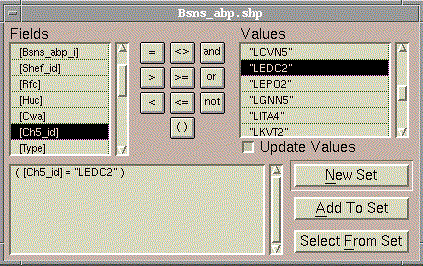 Bsns_abp.shp
Fields
Values
[Bsns_abp_i]
[Shef_id]
[Rfc]
[Huc]
[Cwa]
[Ch5_id]
[Type]
= <> and
> >= or
< <= not
( )
"LCVN5"
"LEDC2"
"LEPO2"
"LGNN5"
"LITA4"
"LKVT2"
Update Values
( [Ch5_id] = "LEDC2" )
New Set
Add To Set
Select From Set